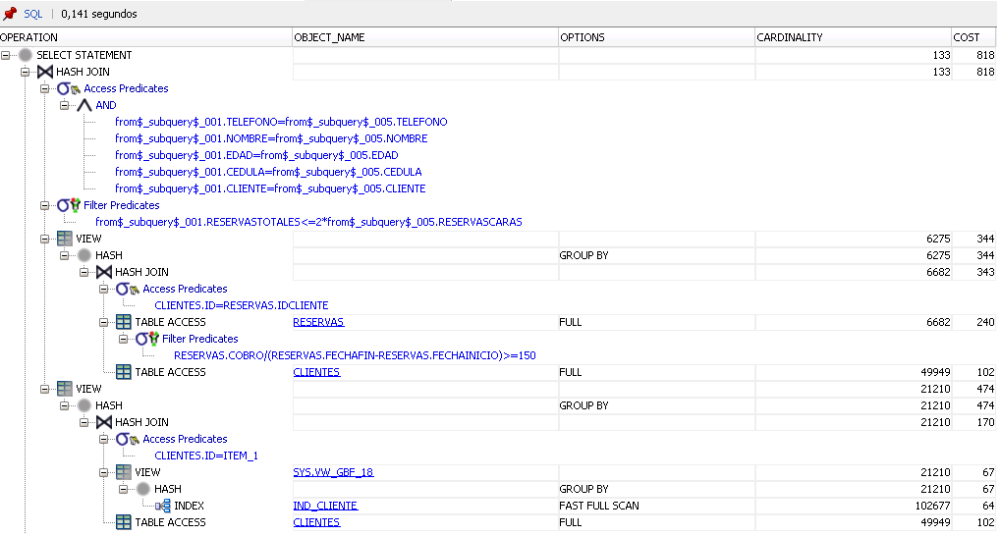 SQL | 0,141 segundos
OPERATION OBJECT_NAME OPTIONS CARDINALITY COST
SELECT STATEMENT 133 818
HASH JOIN 133 818
Access Predicates
AND
from$_subquery$_001.TELEFONO=from$_subquery$_005.TELEFONO
from$_subquery$_001.NOMBRE=from$_subquery$_005.NOMBRE
from$_subquery$_001.EDAD=from$_subquery$_005.EDAD
from$_subquery$_001.CEDULA=from$_subquery$_005.CEDULA
from$_subquery$_001.CLIENTE=from$_subquery$_005.CLIENTE
Filter Predicates
from$_subquery$_001.RESERVASTOTALES<=2*from$_subquery$_005.RESERVASCARAS
VIEW 6275 344
HASH GROUP BY 6275 344
HASH JOIN 6682 343
Access Predicates
CLIENTES.ID=RESERVAS.IDCLIENTE
TABLE ACCESS RESERVAS FULL 6682 240
Filter Predicates
RESERVAS.COBRO/(RESERVAS.FECHAFIN-RESERVAS.FECHAINICIO)>=150
TABLE ACCESS CLIENTES FULL 49949 102
VIEW 21210 474
HASH GROUP BY 21210 474
HASH JOIN 21210 170
Access Predicates
CLIENTES.ID=ITEM_1
VIEW SYS.VW_GBF_18 21210 67
HASH GROUP BY 21210 67
INDEX IND_CLIENTE FAST FULL SCAN 102677 64
TABLE ACCESS CLIENTES FULL 49949 102